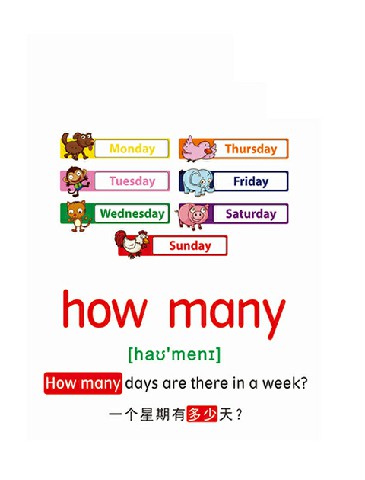 Monday
Thursday
Tuesday
Friday
Wednesday
Saturday
Sunday
how many
[haʊ'menɪ]
How many days are there in a week?
一个星期有多少天?